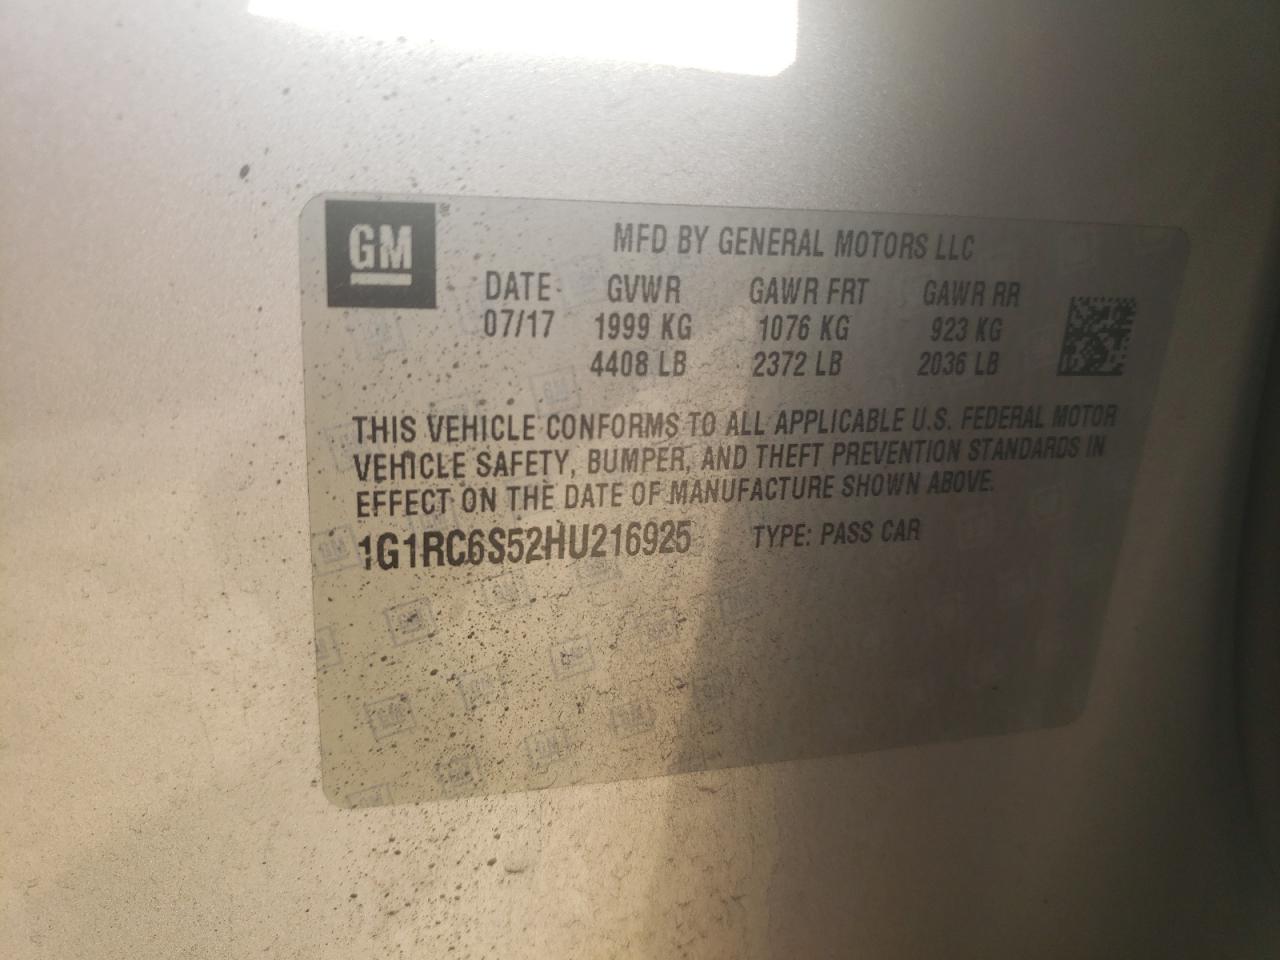 GM
MFD BY GENERAL MOTORS LLC
DATE GVWR GAWR FRT GAWR RR
07/17 1999 KG 1076 KG 923 KG
4408 LB 2372 LB 2036 LB
THIS VEHICLE CONFORMS TO ALL APPLICABLE U.S. FEDERAL MOTOR
VEHICLE SAFETY, BUMPER, AND THEFT PREVENTION STANDARDS IN
EFFECT ON THE DATE OF MANUFACTURE SHOWN ABOVE.
1G1RC6S52HU216925 TYPE: PASS CAR